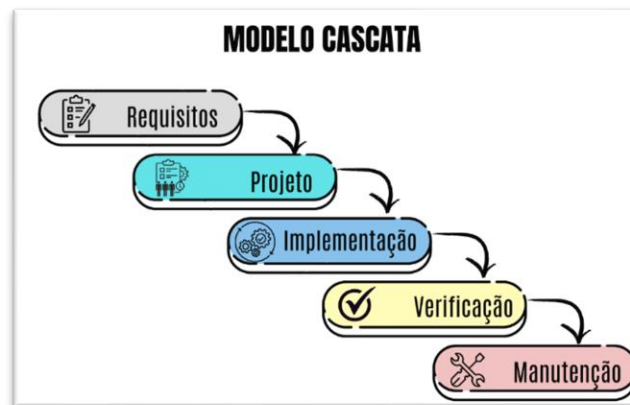 MODELO CASCATA
Requisitos
Projeto
Implementação
Verificação
Manutenção